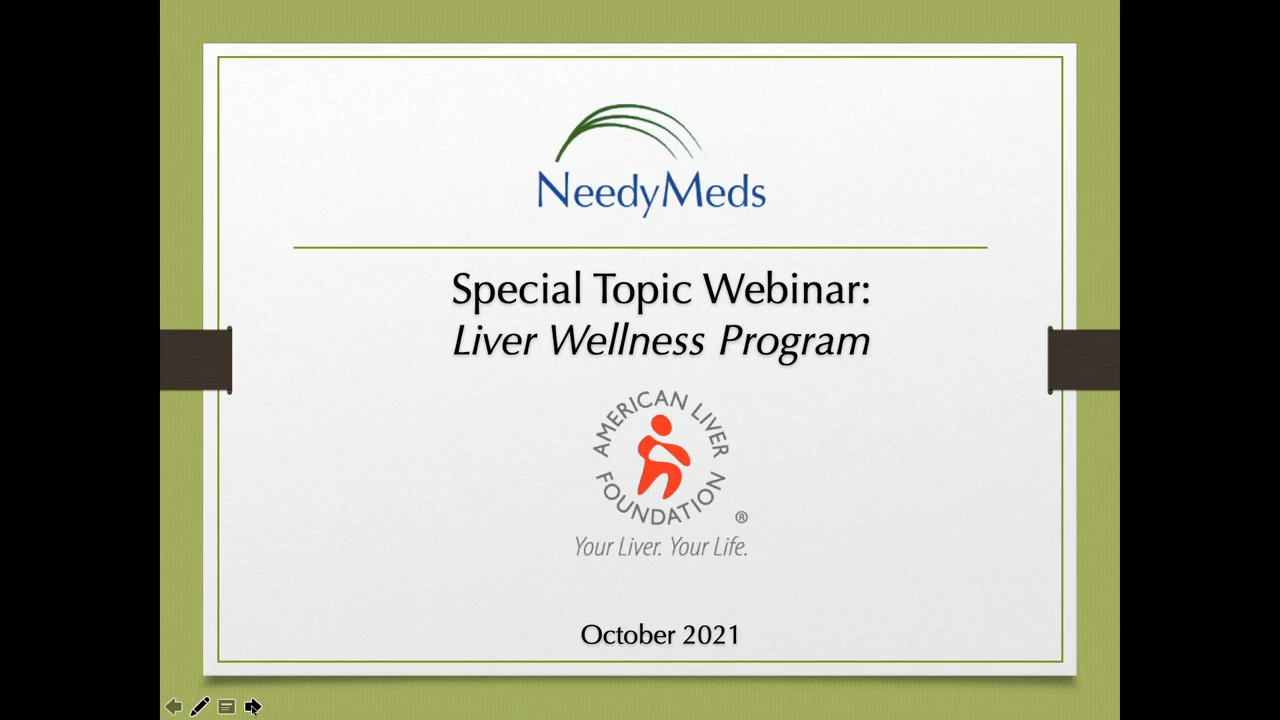 NeedyMeds
Special Topic Webinar:
Liver Wellness Program
AMERICAN LIVER
FOUNDATION
®
Your Liver. Your Life.
October 2021